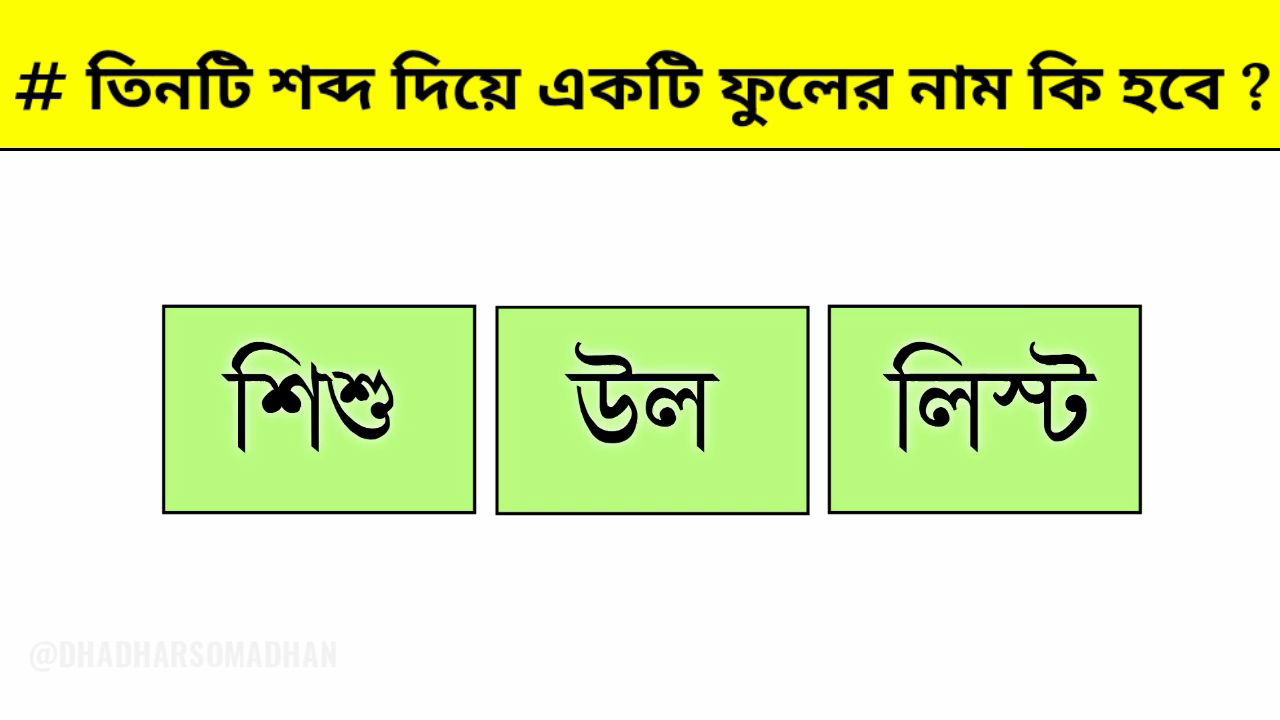 # তিনটি শব্দ দিয়ে একটি ফুলের নাম কি হবে ?
শিশু উল লিস্ট
@DHADHARSOMADHAN